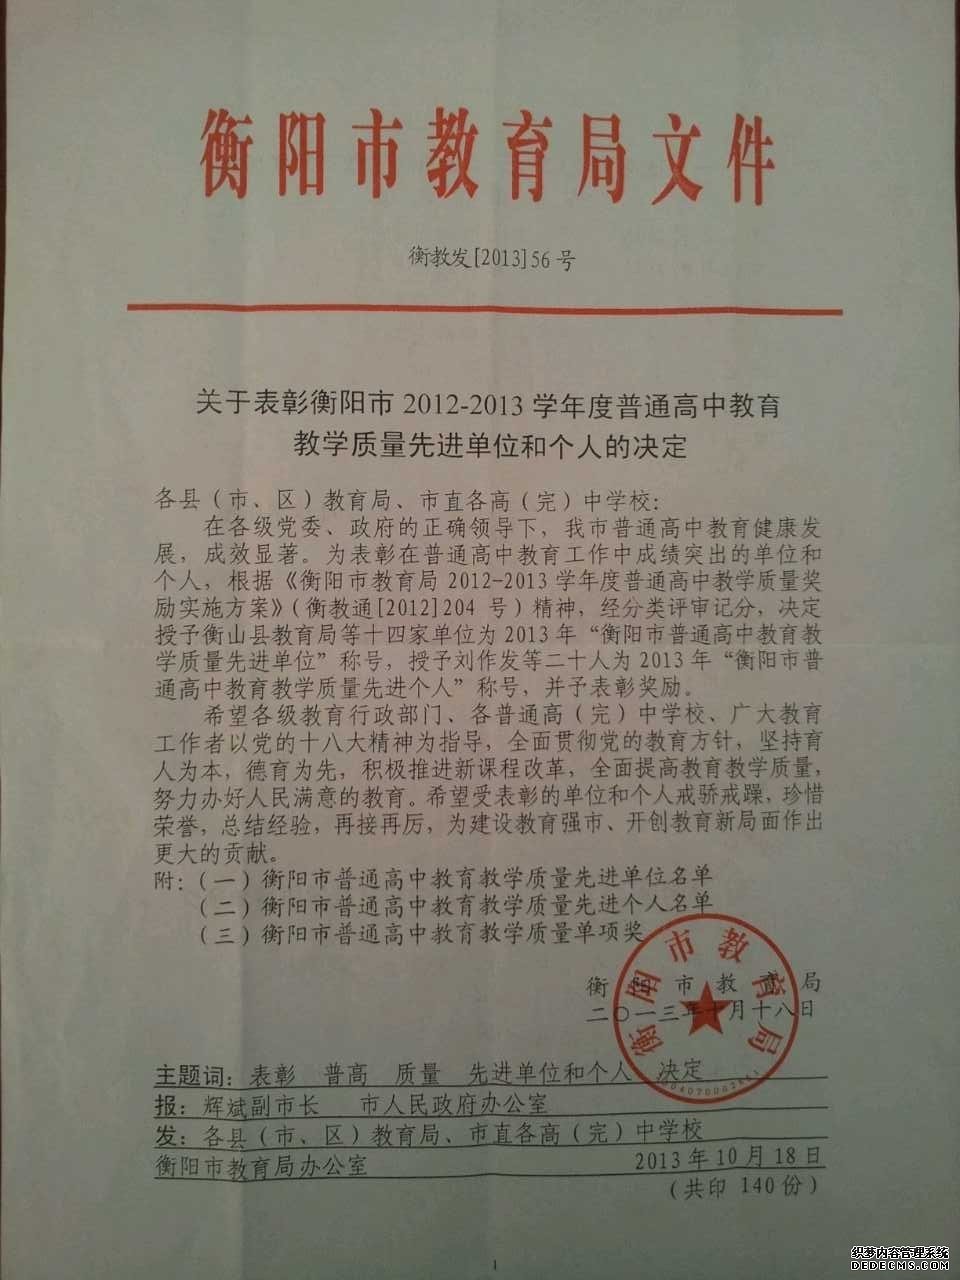 衡阳市教育局文件
衡教发[2013]56号
关于表彰衡阳市2012-2013学年度普通高中教育
教学质量先进单位和个人的决定
各县（市、区）教育局、市直各高（完）中学校：
在各级党委、政府的正确领导下，我市普通高中教育健康发
展，成效显著。为表彰在普通高中教育工作中成绩突出的单位和
个人，根据《衡阳市教育局2012-2013学年度普通高中教学质量奖
励实施方案》（衡教通[2012]204号）精神，经分类评审记分，决定
授予衡山县教育局等十四家单位为2013年“衡阳市普通高中教育教
学质量先进单位”称号，授予刘作发等二十人为2013年“衡阳市普
通高中教育教学质量先进个人”称号，并予表彰奖励。
希望各级教育行政部门、各普通高（完）中学校、广大教育
工作者以党的十八大精神为指导，全面贯彻党的教育方针，坚持育
人为本，德育为先，积极推进新课程改革，全面提高教育教学质量，
努力办好人民满意的教育。希望受表彰的单位和个人戒骄戒躁，珍惜
荣誉，总结经验，再接再厉，为建设教育强市、开创教育新局面作出
更大的贡献。
附：（一）衡阳市普通高中教育教学质量先进单位名单
（二）衡阳市普通高中教育教学质量先进个人名单
（三）衡阳市普通高中教育教学质量单项奖
衡阳市教育局
二〇一三年十月十八日
衡阳市教育局
主题词：表彰 普高 质量 先进单位和个人 决定
报：辉斌副市长 市人民政府办公室
发：各县（市、区）教育局、市直各高（完）中学校
衡阳市教育局办公室 2013年10月18日
（共印 140份）
1
织梦内容管理系统
DEDECMS.COM